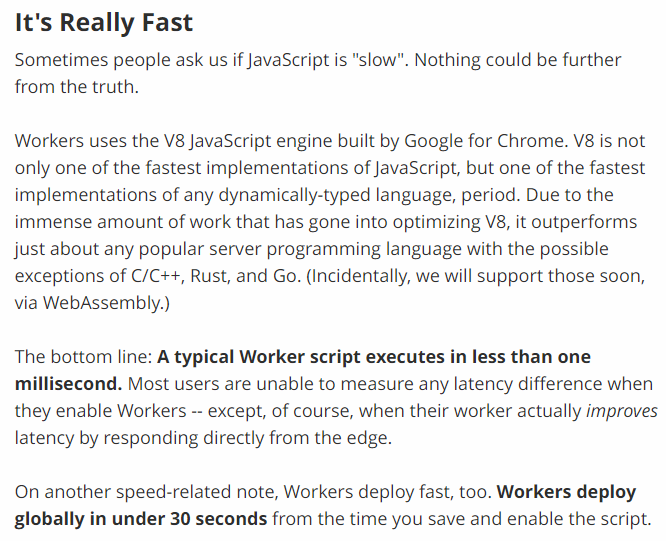 It's Really Fast
Sometimes people ask us if JavaScript is "slow". Nothing could be further
from the truth.
Workers uses the V8 JavaScript engine built by Google for Chrome. V8 is not
only one of the fastest implementations of JavaScript, but one of the fastest
implementations of any dynamically-typed language, period. Due to the
immense amount of work that has gone into optimizing V8, it outperforms
just about any popular server programming language with the possible
exceptions of C/C++, Rust, and Go. (Incidentally, we will support those soon,
via WebAssembly.)
The bottom line: A typical Worker script executes in less than one
millisecond. Most users are unable to measure any latency difference when
they enable Workers -- except, of course, when their worker actually improves
latency by responding directly from the edge.
On another speed-related note, Workers deploy fast, too. Workers deploy
globally in under 30 seconds from the time you save and enable the script.